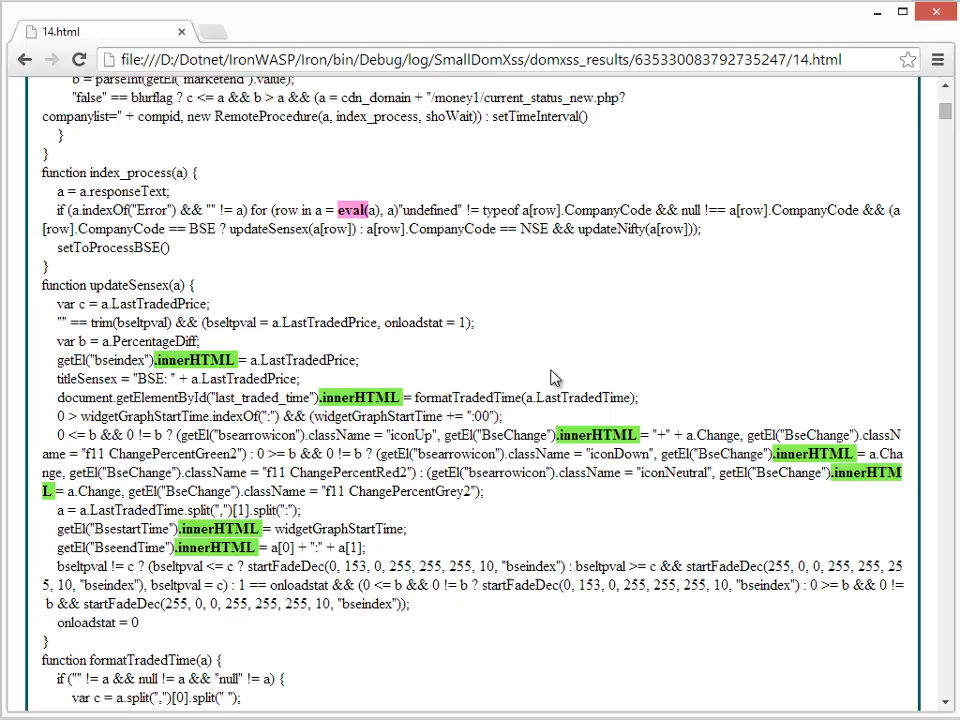 14.html
file:///D:/Dotnet/IronWASP/Iron/bin/Debug/log/SmallDomXss/domxss_results/635330083792735247/14.html
b = parseInt(getEl("marketend").value);
"false" == blurflag ? c <= a && b > a && (a = cdn_domain + "/money1/current_status_new.php?
companylist=" + compid, new RemoteProcedure(a, index_process, shoWait)) : setTimeInterval()
}
}
function index_process(a) {
a = a.responseText;
if (a.indexOf("Error") && "" != a) for (row in a = eval(a), a)"undefined" != typeof a[row].CompanyCode && null !== a[row].CompanyCode && (a
[row].CompanyCode == BSE ? updateSensex(a[row]) : a[row].CompanyCode == NSE && updateNifty(a[row]));
setToProcessBSE()
}
function updateSensex(a) {
var c = a.LastTradedPrice;
"" == trim(bseltpval) && (bseltpval = a.LastTradedPrice, onloadstat = 1);
var b = a.PercentageDiff;
getEl("bseindex").innerHTML = a.LastTradedPrice;
titleSensex = "BSE: " + a.LastTradedPrice;
document.getElementById("last_traded_time").innerHTML = formatTradedTime(a.LastTradedTime);
0 > widgetGraphStartTime.indexOf(":") && (widgetGraphStartTime += ":00");
0 <= b && 0 != b ? (getEl("bsearrowicon").className = "iconUp", getEl("BseChange").innerHTML = "+" + a.Change, getEl("BseChange").classN
ame = "f11 ChangePercentGreen2") : 0 >= b && 0 != b ? (getEl("bsearrowicon").className = "iconDown", getEl("BseChange").innerHTML = a.Cha
nge, getEl("BseChange").className = "f11 ChangePercentRed2") : (getEl("bsearrowicon").className = "iconNeutral", getEl("BseChange").innerHTM
L = a.Change, getEl("BseChange").className = "f11 ChangePercentGrey2");
a = a.LastTradedTime.split(",")[1].split(":");
getEl("BsestartTime").innerHTML = widgetGraphStartTime;
getEl("BseendTime").innerHTML = a[0] + ":" + a[1];
bseltpval != c ? (bseltpval <= c ? startFadeDec(0, 153, 0, 255, 255, 255, 10, "bseindex") : bseltpval >= c && startFadeDec(255, 0, 0, 255, 255, 25
5, 10, "bseindex"), bseltpval = c) : 1 == onloadstat && (0 <= b && 0 != b ? startFadeDec(0, 153, 0, 255, 255, 255, 10, "bseindex") : 0 >= b && 0 !=
b && startFadeDec(255, 0, 0, 255, 255, 255, 10, "bseindex"));
onloadstat = 0
}
function formatTradedTime(a) {
if ("" != a && null != a && "null" != a) {
var c = a.split(",")[0].split(" ");